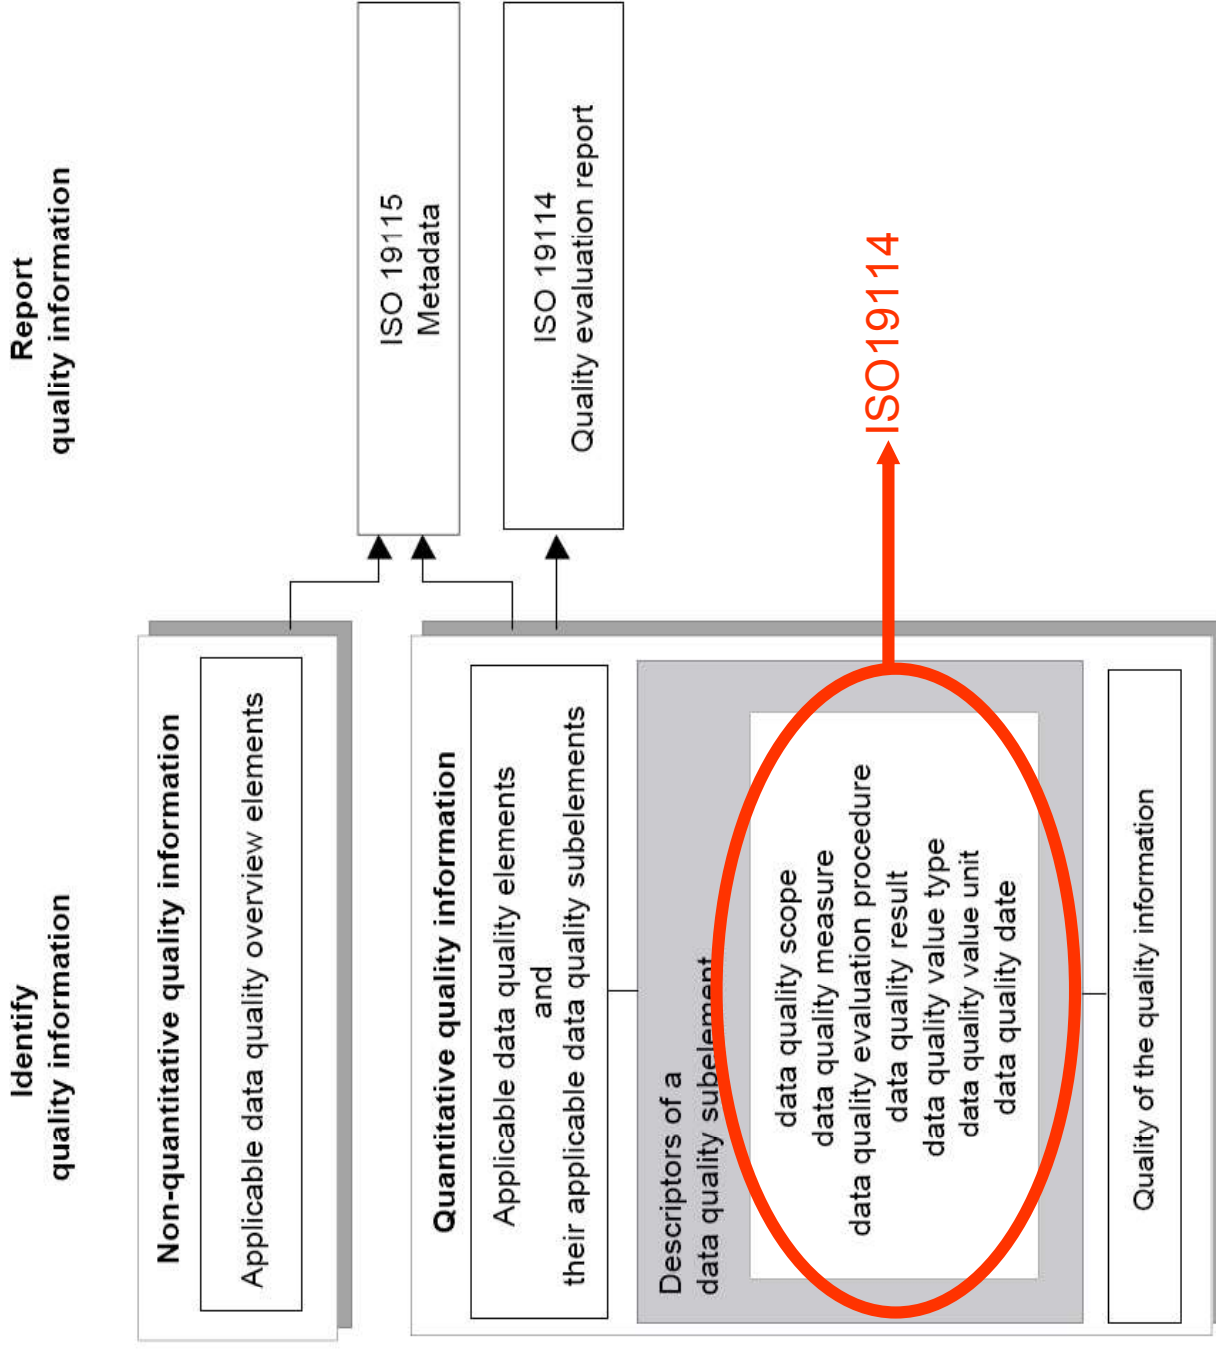 Identify
quality information
Report
quality information
Non-quantitative quality information
Applicable data quality overview elements
ISO 19115
Metadata
Quantitative quality information
Applicable data quality elements
and
their applicable data quality subelements
ISO 19114
Quality evaluation report
Descriptors of a
data quality subelement
data quality scope
data quality measure
data quality evaluation procedure
data quality result
data quality value type
data quality value unit
data quality date
ISO19114
Quality of the quality information